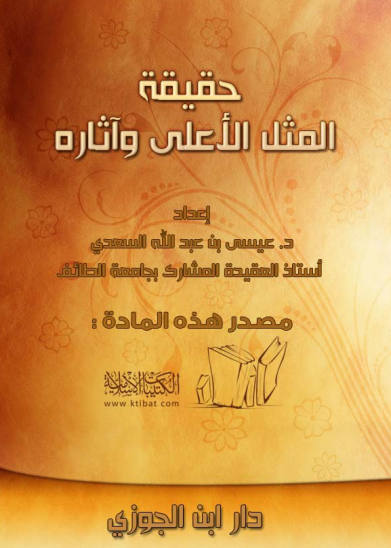 حقيقة
المثل الأعلى وآثاره
إعداد
د. عيسى بن عبد الله السعدي
أستاذ العقيدة المشارك بجامعة الطائف
مصدر هذه المادة :
الكتيبات الإسلامية
www.ktibat.com
دار ابن الجوزي